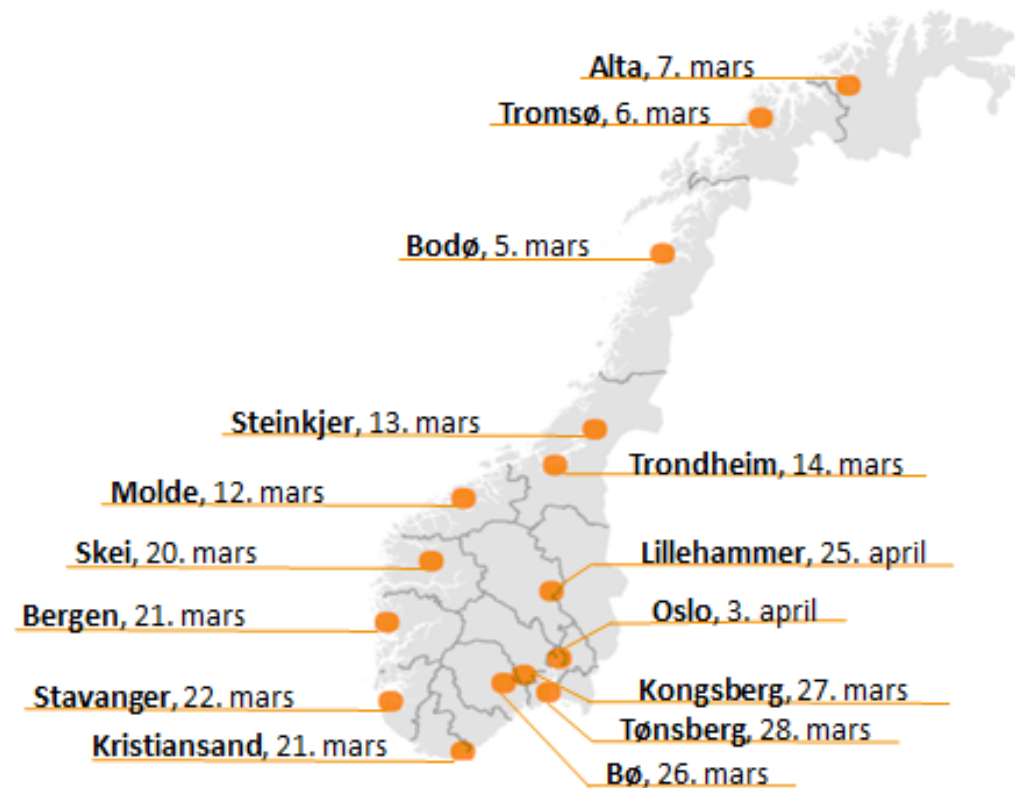 Alta, 7. mars
Tromsø, 6. mars
Bodø, 5. mars
Steinkjer, 13. mars
Trondheim, 14. mars
Molde, 12. mars
Skei, 20. mars
Lillehammer, 25. april
Bergen, 21. mars
Oslo, 3. april
Stavanger, 22. mars
Kongsberg, 27. mars
Tønsberg, 28. mars
Kristiansand, 21. mars
Bø, 26. mars